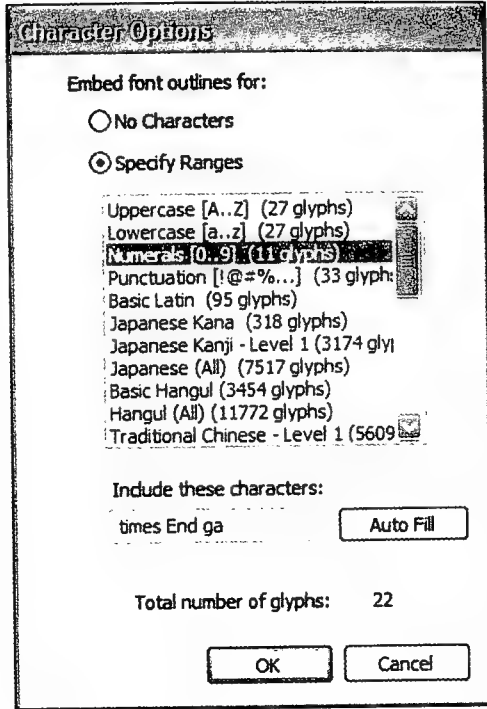 Character Options
Embed font outlines for:
No Characters
Specify Ranges
Uppercase [A..Z] (27 glyphs)
Lowercase [a..z] (27 glyphs)
Numerals [0..9] (11 glyphs)
Punctuation [!@#%...] (33 glyph:
Basic Latin (95 glyphs)
Japanese Kana (318 glyphs)
Japanese Kanji - Level 1 (3174 gly
Japanese (All) (7517 glyphs)
Basic Hangul (3454 glyphs)
Hangul (All) (11772 glyphs)
Traditional Chinese - Level 1 (5609
Include these characters:
times End ga Auto Fill
Total number of glyphs: 22
OK Cancel